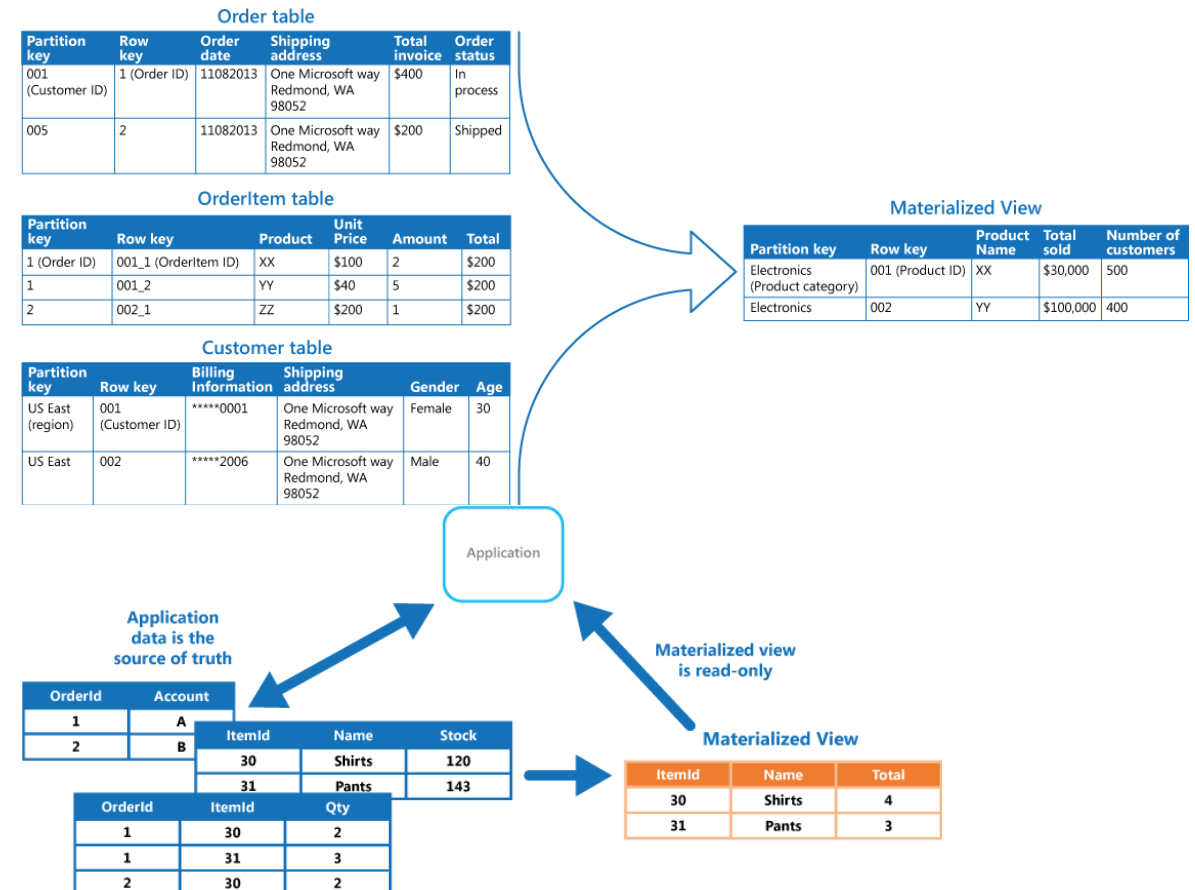 Order table
Partition key Row key Order date Shipping address Total invoice Order status
001 (Customer ID) 1 (Order ID) 11082013 One Microsoft way Redmond, WA 98052 $400 In process
005 2 11082013 One Microsoft way Redmond, WA 98052 $200 Shipped
OrderItem table
Partition key Row key Product Unit Price Amount Total
1 (Order ID) 001_1 (OrderItem ID) XX $100 2 $200
1 001_2 YY $40 5 $200
2 002_1 ZZ $200 1 $200
Customer table
Partition key Row key Billing Information Shipping address Gender Age
US East (region) 001 (Customer ID) *****0001 One Microsoft way Redmond, WA 98052 Female 30
US East 002 *****2006 One Microsoft way Redmond, WA 98052 Male 40
Materialized View
Partition key Row key Product Name Total sold Number of customers
Electronics (Product category) 001 (Product ID) XX $30,000 500
Electronics 002 YY $100,000 400
Application
Application
data is the
source of truth
Materialized view
is read-only
OrderId Account
1 A
2 B
ItemId Name Stock
30 Shirts 120
31 Pants 143
OrderId ItemId Qty
1 30 2
1 31 3
2 30 2
Materialized View
ItemId Name Total
30 Shirts 4
31 Pants 3